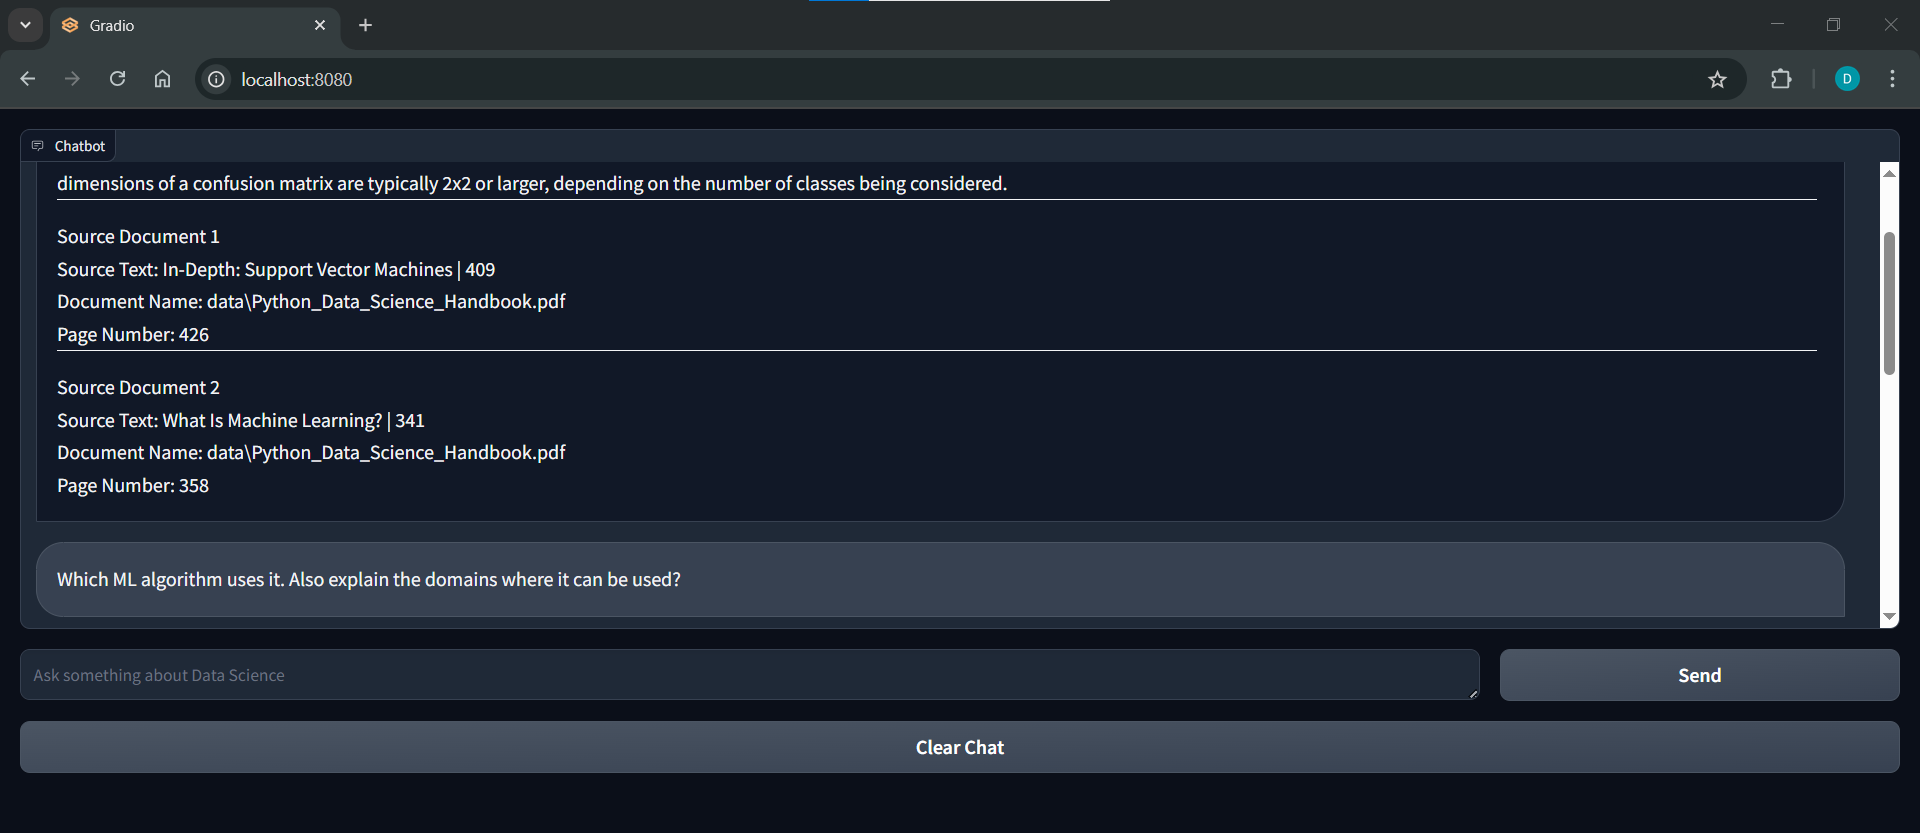 Gradio
localhost:8080
D
Chatbot
dimensions of a confusion matrix are typically 2x2 or larger, depending on the number of classes being considered.
Source Document 1
Source Text: In-Depth: Support Vector Machines | 409
Document Name: data\Python_Data_Science_Handbook.pdf
Page Number: 426
Source Document 2
Source Text: What Is Machine Learning? | 341
Document Name: data\Python_Data_Science_Handbook.pdf
Page Number: 358
Which ML algorithm uses it. Also explain the domains where it can be used?
Ask something about Data Science
Send
Clear Chat